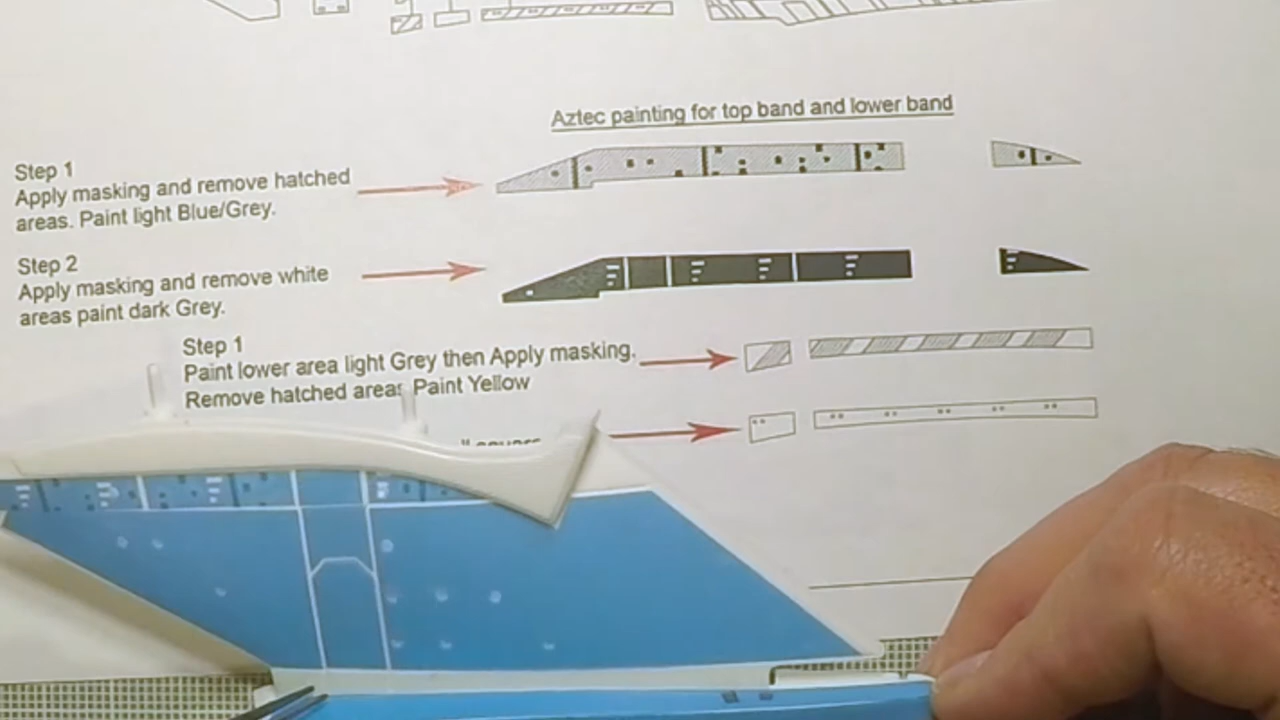 Aztec painting for top band and lower band
Step 1
Apply masking and remove hatched
areas. Paint light Blue/Grey.
Step 2
Apply masking and remove white
areas paint dark Grey.
Step 1
Paint lower area light Grey then Apply masking.
Remove hatched areas Paint Yellow